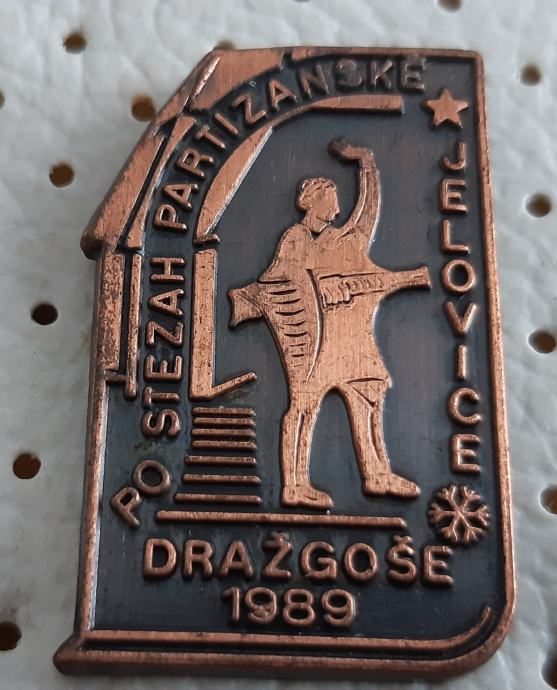 PO STEZAH PARTIZANSKE
JELOVICE
DRAŽGOŠE
1989